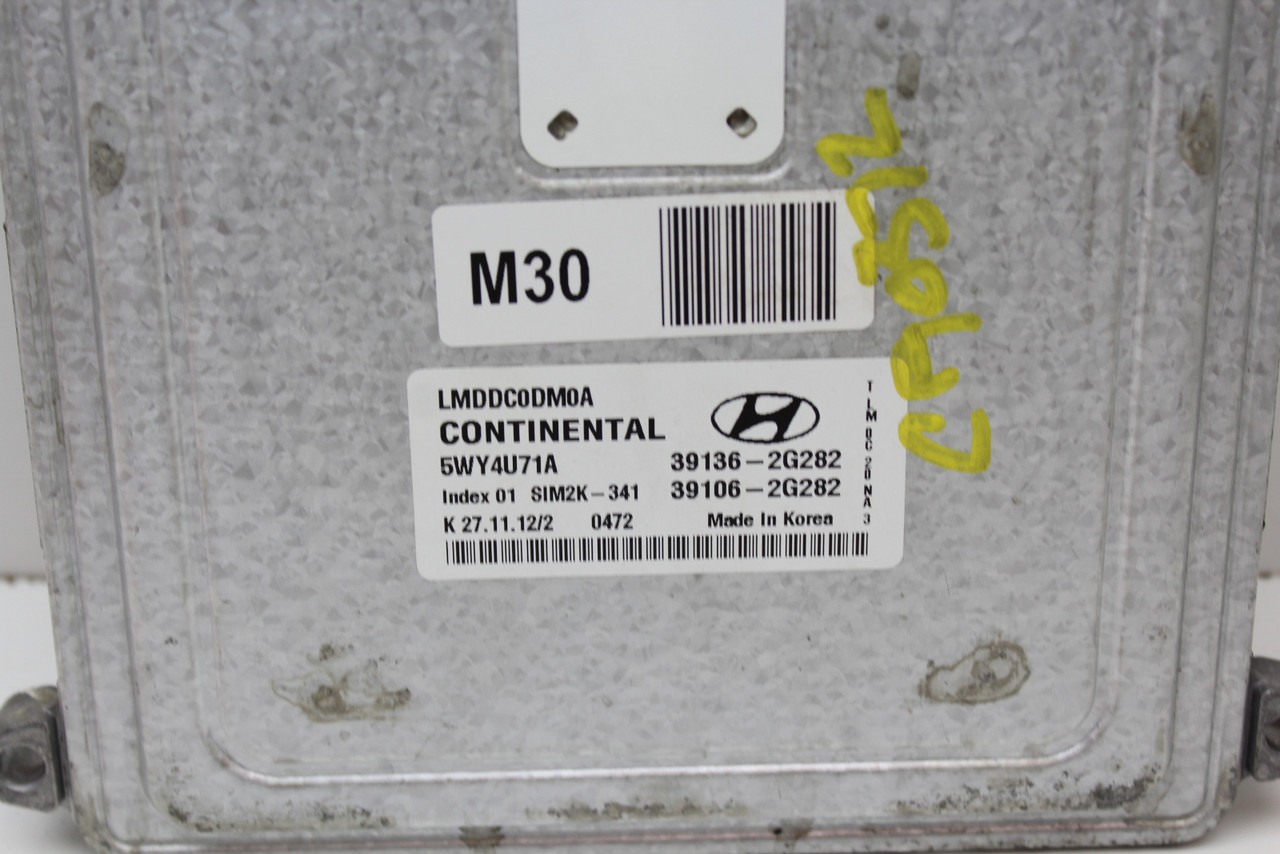 M30
LMDDC0DM0A
CONTINENTAL
5WY4U71A 39136-2G282
Index 01 SIM2K-341 39106-2G282
K 27.11.12/2 0472 Made In Korea